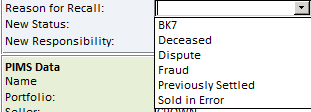 Reason for Recall:
New Status: BK7
New Responsibility: Deceased
Dispute
PIMS Data Fraud
Name Previously Settled
Portfolio: Sold in Error